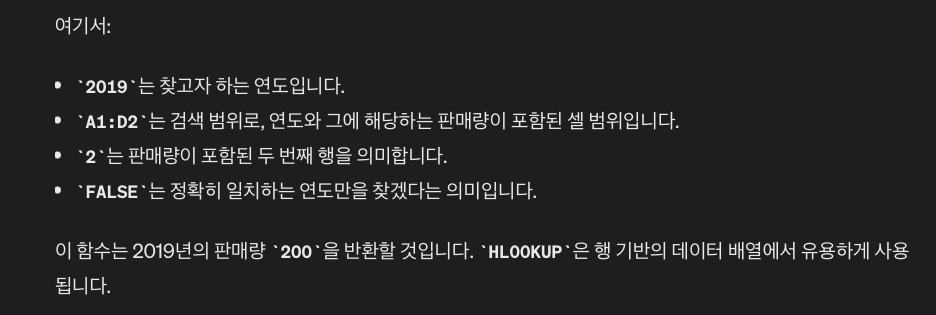 여기서:
• `2019`는 찾고자 하는 연도입니다.
• `A1:D2`는 검색 범위로, 연도와 그에 해당하는 판매량이 포함된 셀 범위입니다.
• `2`는 판매량이 포함된 두 번째 행을 의미합니다.
• `FALSE`는 정확히 일치하는 연도만을 찾겠다는 의미입니다.
이 함수는 2019년의 판매량 `200`을 반환할 것입니다. `HLOOKUP`은 행 기반의 데이터 배열에서 유용하게 사용
됩니다.